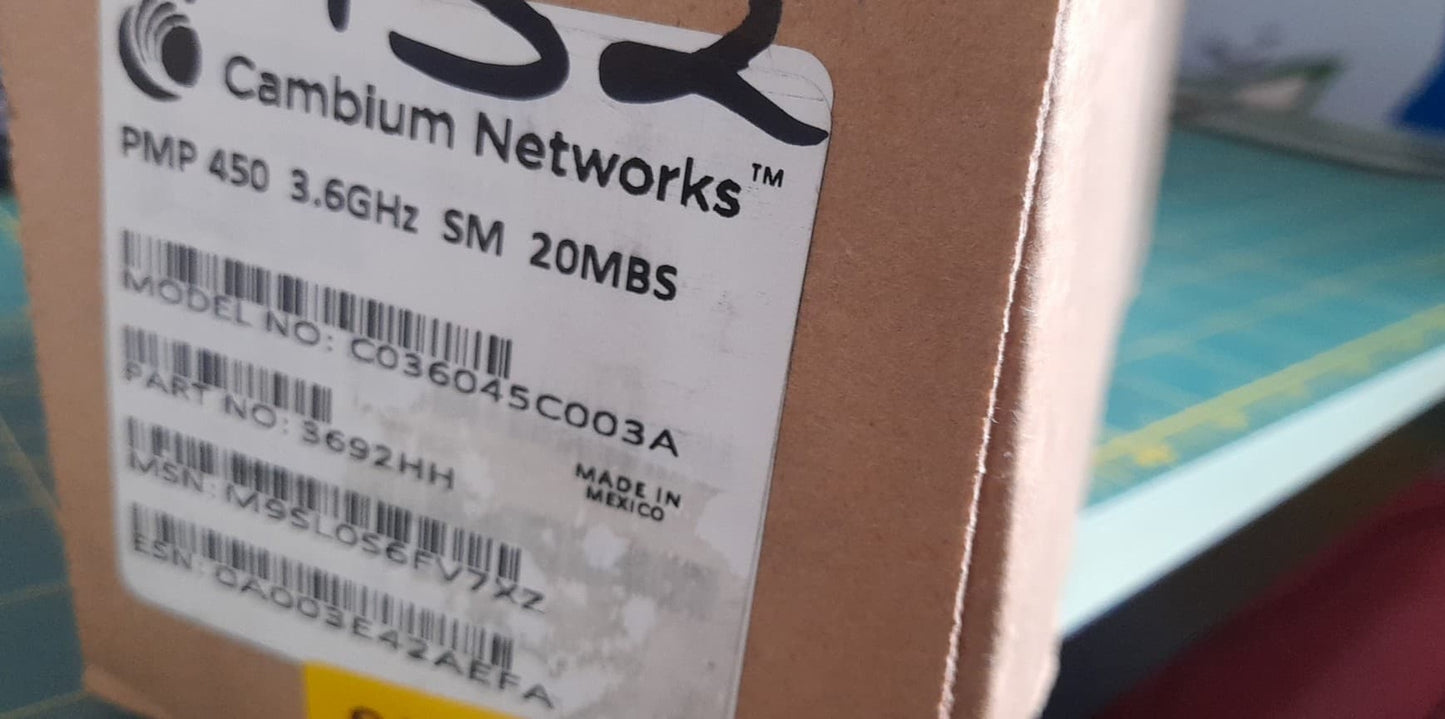 Cambium Networks™
PMP 450 3.6GHz SM 20MBS
MODEL NO: C036045C003A
PART NO: 3692HH
MADE IN
MEXICO
MSN: M9SL0S6FV7XZ
ESN: 0A003E42AEFA